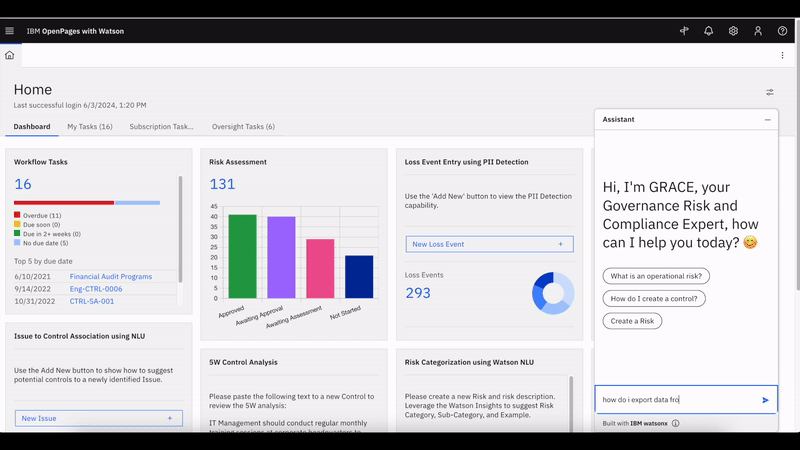 IBM OpenPages with Watson
Home
Last successful login 6/3/2024, 1:20 PM
Dashboard
My Tasks (16)
Subscription Task...
Oversight Tasks (6)
Workflow Tasks
16
Overdue (11)
Due soon (0)
Due in 2+ weeks (0)
No due date (5)
Top 5 by due date
6/10/2021 Financial Audit Programs
9/14/2022 Eng-CTRL-0006
10/31/2022 CTRL-SA-001
Risk Assessment
131
45
40
35
30
25
20
15
10
5
0
Approved
Awaiting Approval
Awaiting Assessment
Not Started
Loss Event Entry using PII Detection
Use the 'Add New' button to view the PII Detection
capability.
New Loss Event +
Loss Events
293
Issue to Control Association using NLU
Use the Add New button to show how to suggest
potential controls to a newly identified Issue.
New Issue +
5W Control Analysis
Please paste the following text to a new Control to
review the 5W analysis:
IT Management should conduct regular monthly
training sessions at corporate headquarters to
Risk Categorization using Watson NLU
Please create a new Risk and risk description.
Leverage the Watson Insights to suggest Risk
Category, Sub-Category, and Example.
Assistant
Hi, I'm GRACE, your
Governance Risk and
Compliance Expert, how
can I help you today? 😊
What is an operational risk?
How do I create a control?
Create a Risk
how do i export data fro
Built with IBM watsonx